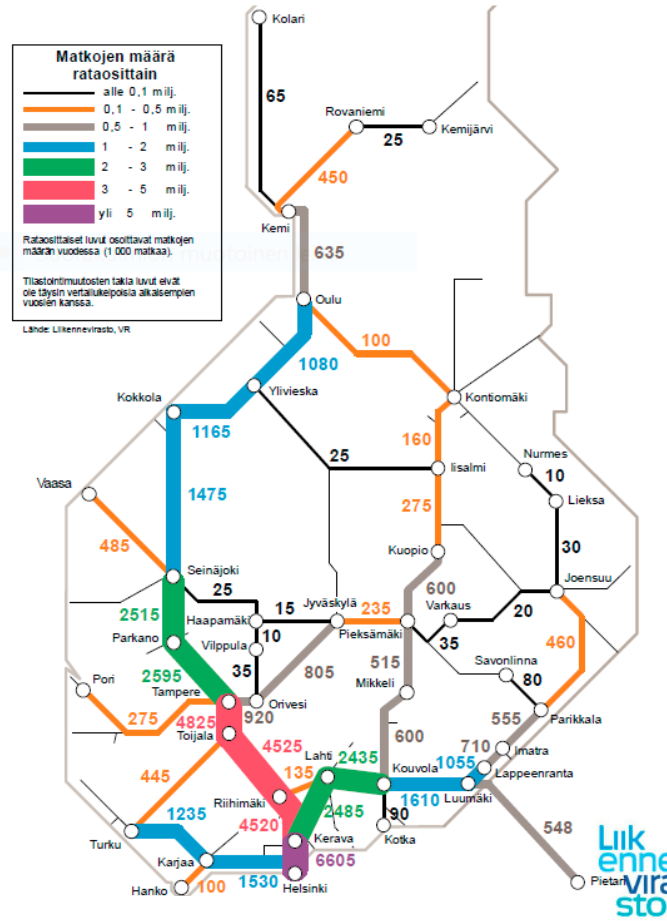 Matkojen määrä
rataosittain
alle 0,1 milj.
0,1 - 0,5 milj.
0,5 - 1 milj.
1 - 2 milj.
2 - 3 milj.
3 - 5 milj.
yli 5 milj.
Rataosittaiset luvut osoittavat matkojen
määrän vuodessa (1 000 matkaa).
Tilastointimuutosten takia luvut eivät
ole täysin vertailukelpoisia aikaisempien
vuosien kanssa.
Lähde: Liikennevirasto, VR
Kolari
65
Rovaniemi
25
Kemijärvi
450
Kemi
635
Oulu
100
1080
Ylivieska
Kontiomäki
Kokkola
1165
160
25
Iisalmi
Nurmes
10
Vaasa
1475
Lieksa
275
485
Kuopio
30
Seinäjoki
600
Joensuu
25
2515
Haapamäki
15
Jyväskylä
235
Varkaus
20
Parkano
10
Pieksämäki
35
460
Vilppula
Savonlinna
2595
35
805
515
80
Pori
Tampere
Orivesi
Mikkeli
Parikkala
275
4825
920
555
Toijala
4525
2435
600
710
Imatra
Lahti
1055
445
135
Kouvola
Lappeenranta
Riihimäki
1610
Luumäki
1235
2485
90
4520
Turku
Kerava
Kotka
548
Karjaa
6605
Hanko
100
1530
Helsinki
Pietari
Liik
enne
vira
sto